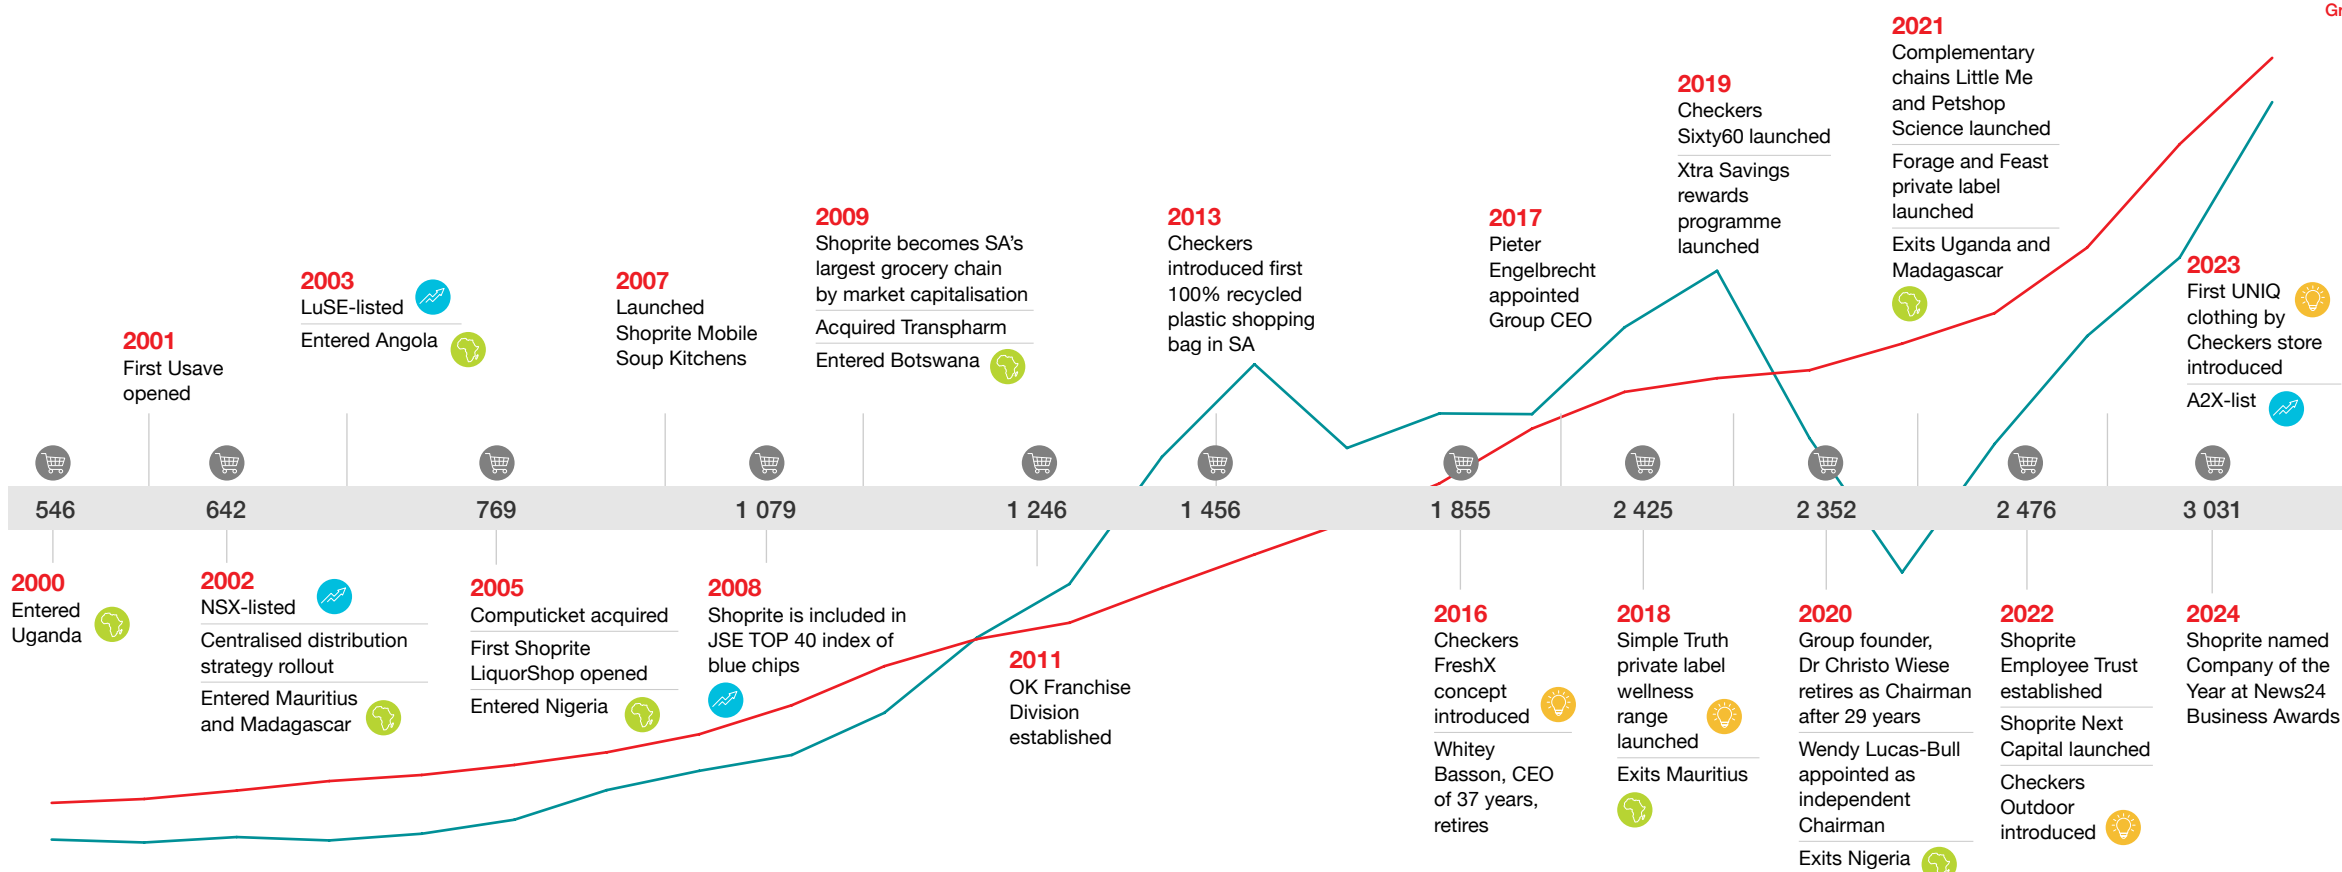 Gr
2001
First Usave
opened
2003
LuSE-listed
Entered Angola
2007
Launched
Shoprite Mobile
Soup Kitchens
2009
Shoprite becomes SA's
largest grocery chain
by market capitalisation
Acquired Transpharm
Entered Botswana
2013
Checkers
introduced first
100% recycled
plastic shopping
bag in SA
2017
Pieter
Engelbrecht
appointed
Group CEO
2019
Checkers
Sixty60 launched
Xtra Savings
rewards
programme
launched
2021
Complementary
chains Little Me
and Petshop
Science launched
Forage and Feast
private label
launched
Exits Uganda and
Madagascar
2023
First UNIQ
clothing by
Checkers store
introduced
A2X-list
546
642
769
1 079
1 246
1 456
1 855
2 425
2 352
2 476
3 031
2000
Entered
Uganda
2002
NSX-listed
Centralised distribution
strategy rollout
Entered Mauritius
and Madagascar
2005
Computicket acquired
First Shoprite
LiquorShop opened
Entered Nigeria
2008
Shoprite is included in
JSE TOP 40 index of
blue chips
2011
OK Franchise
Division
established
2016
Checkers
FreshX
concept
introduced
Whitey
Basson, CEO
of 37 years,
retires
2018
Simple Truth
private label
wellness
range
launched
Exits Mauritius
2020
Group founder,
Dr Christo Wiese
retires as Chairman
after 29 years
Wendy Lucas-Bull
appointed as
independent
Chairman
Exits Nigeria
2022
Shoprite
Employee Trust
established
Shoprite Next
Capital launched
Checkers
Outdoor
introduced
2024
Shoprite named
Company of the
Year at News24
Business Awards